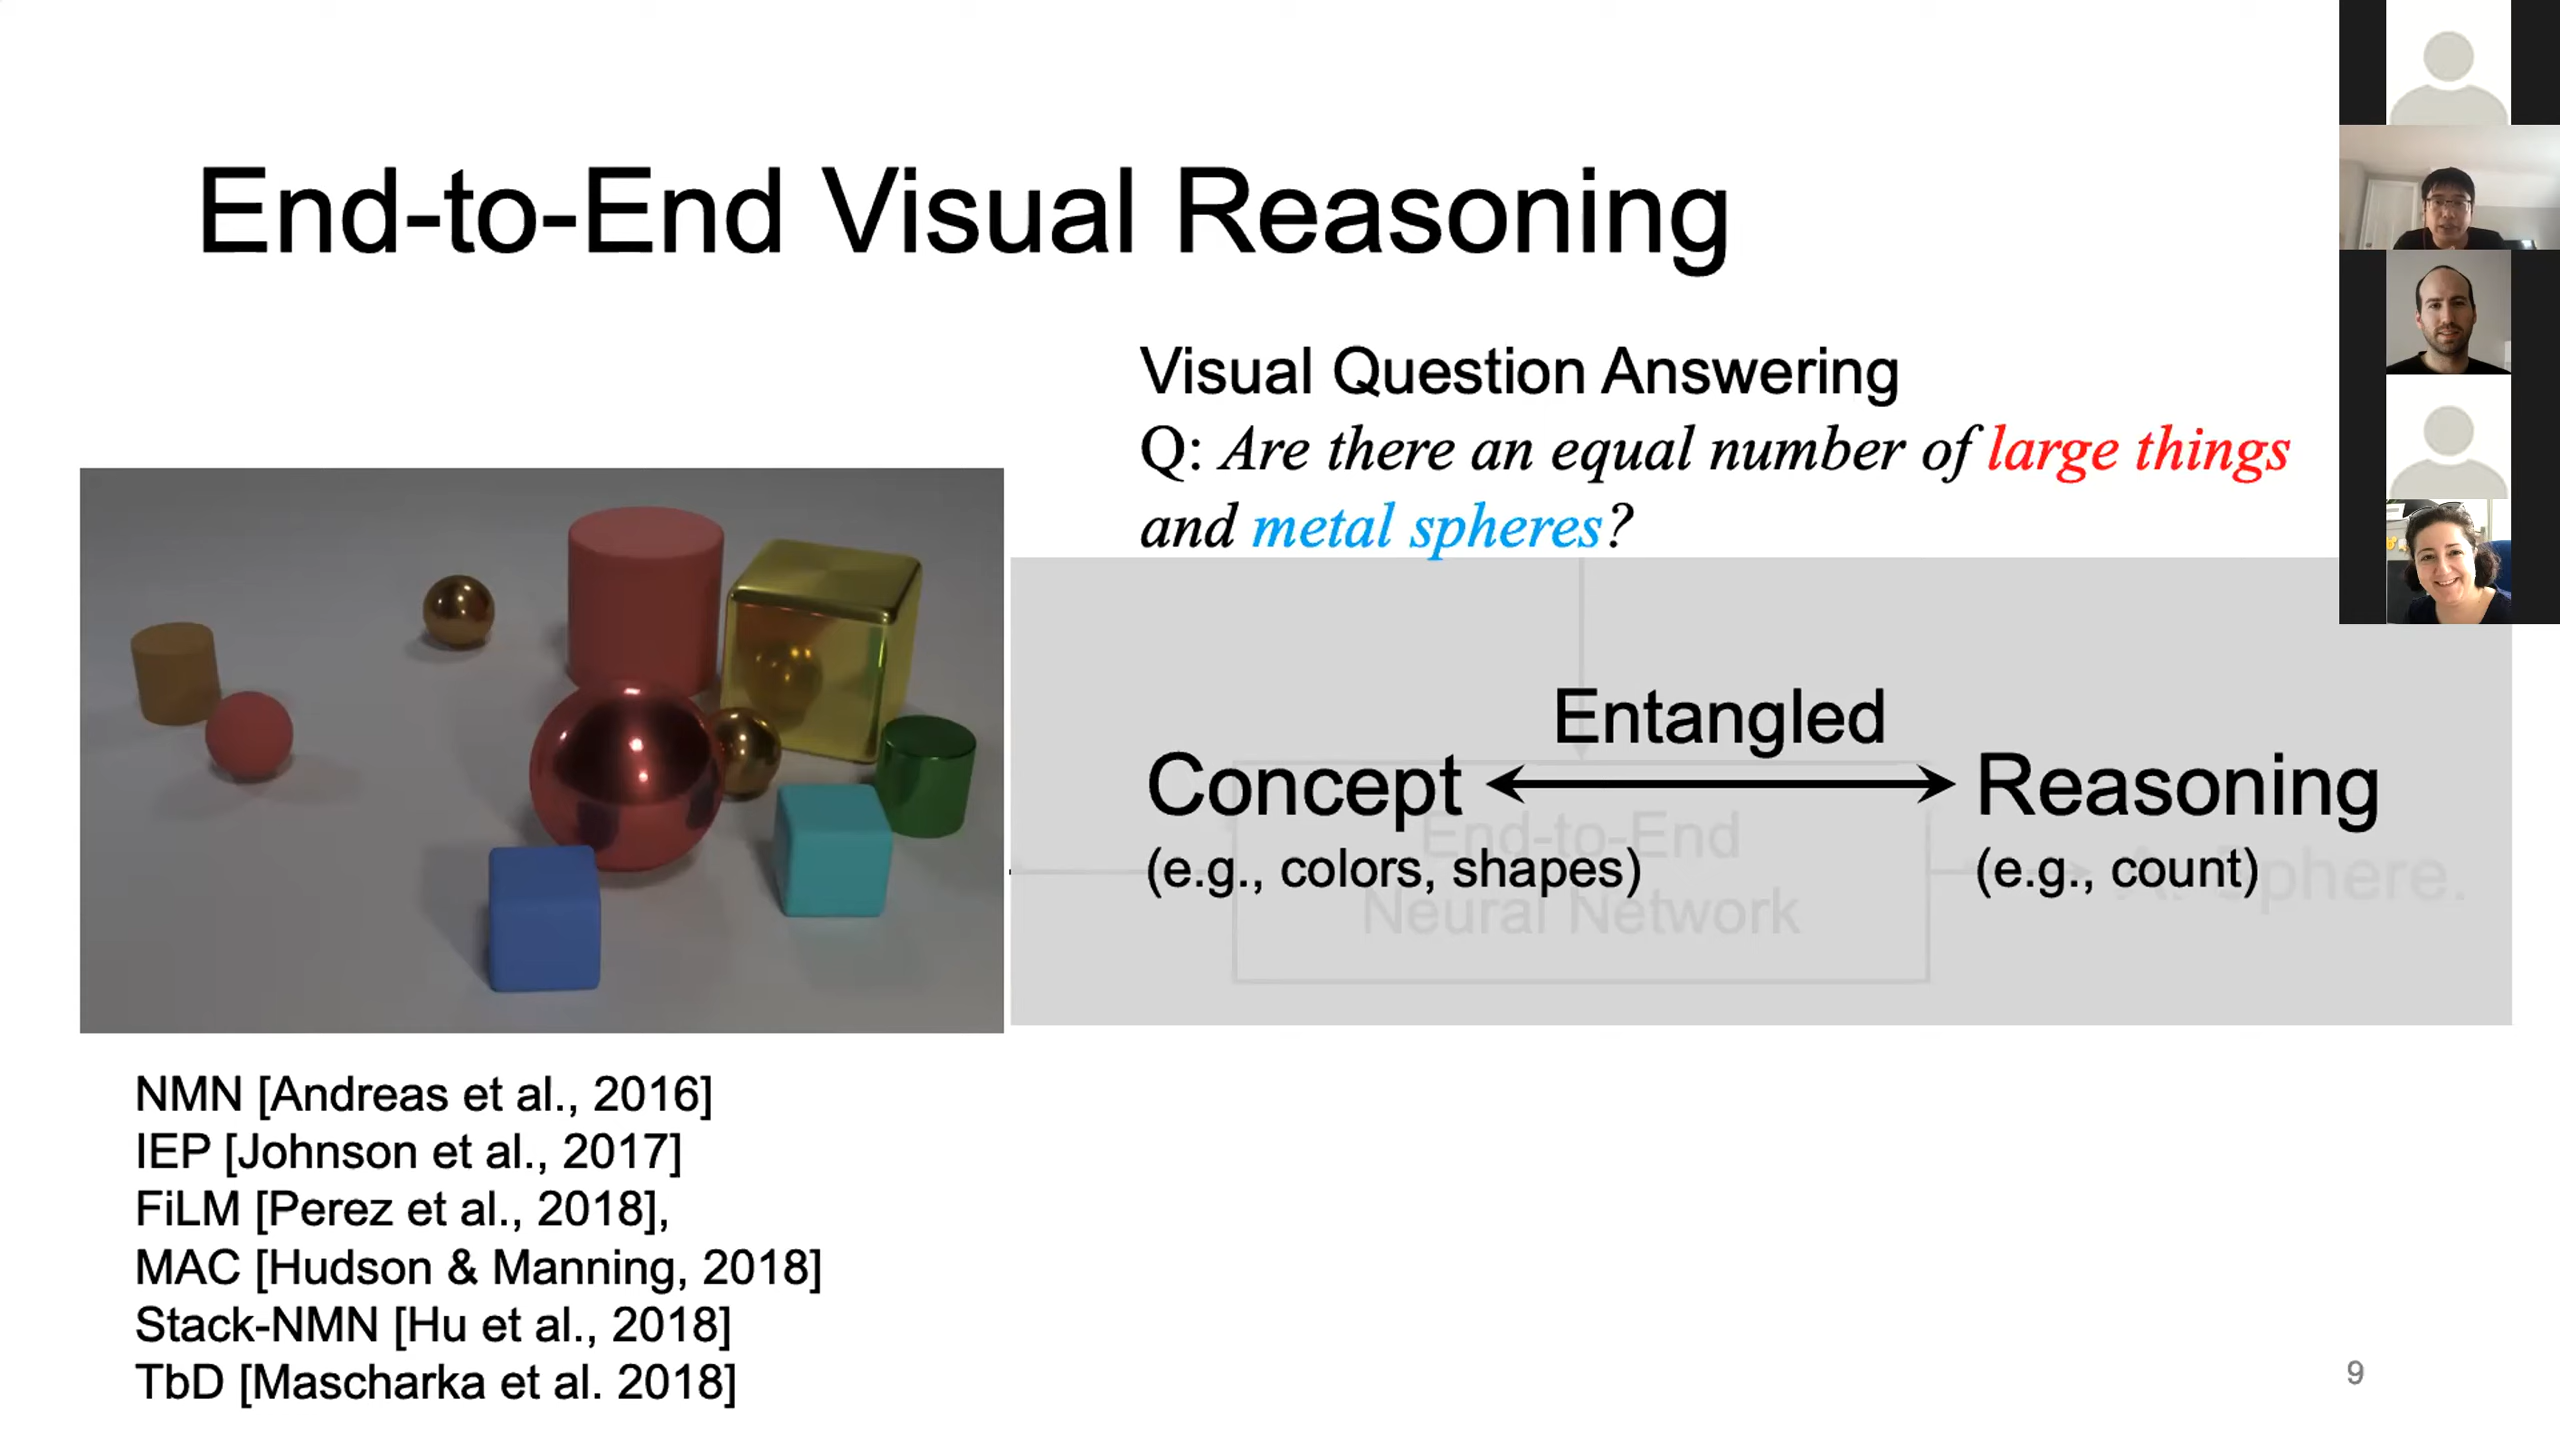 End-to-End Visual Reasoning
Visual Question Answering
Q: Are there an equal number of large things
and metal spheres?
Entangled
Concept
Reasoning
(e.g., colors, shapes)
(e.g., count)
End-to-End
Neural Network
Sphere.
NMN [Andreas et al., 2016]
IEP [Johnson et al., 2017]
FiLM [Perez et al., 2018],
MAC [Hudson & Manning, 2018]
Stack-NMN [Hu et al., 2018]
TbD [Mascharka et al. 2018]
9